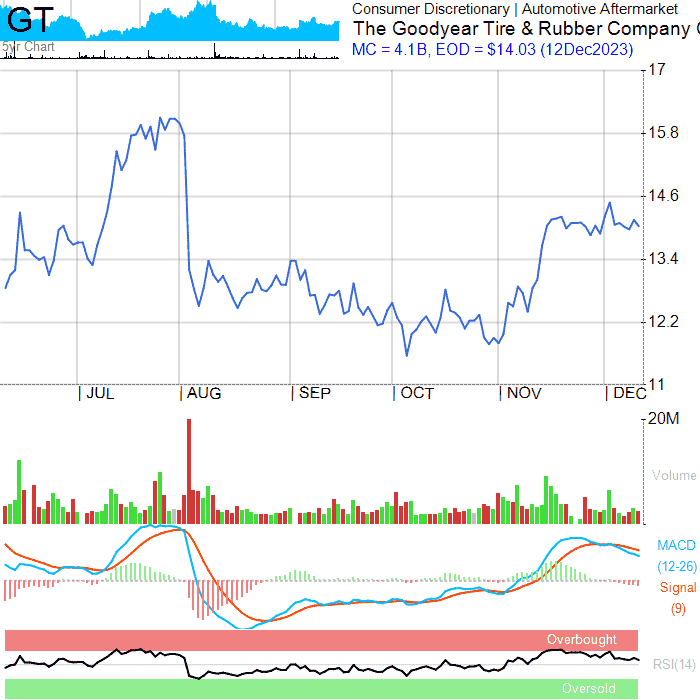 GT
5yr Chart
Consumer Discretionary | Automotive Aftermarket
The Goodyear Tire & Rubber Company
MC = 4.1B, EOD = $14.03 (12Dec2023)
17
15.8
14.6
13.4
12.2
11
JUL
AUG
SEP
OCT
NOV
DEC
20M
Volume
MACD
(12-26)
Signal
(9)
Overbought
RSI(14)
Oversold